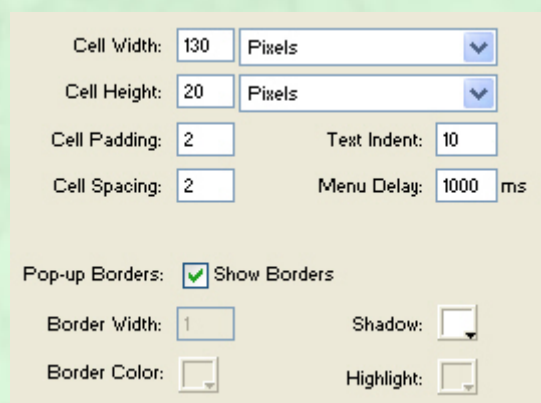 Cell Width: 130 Pixels
Cell Height: 20 Pixels
Cell Padding: 2 Text Indent: 10
Cell Spacing: 2 Menu Delay: 1000 ms
Pop-up Borders: Show Borders
Border Width: 1 Shadow:
Border Color: Highlight: